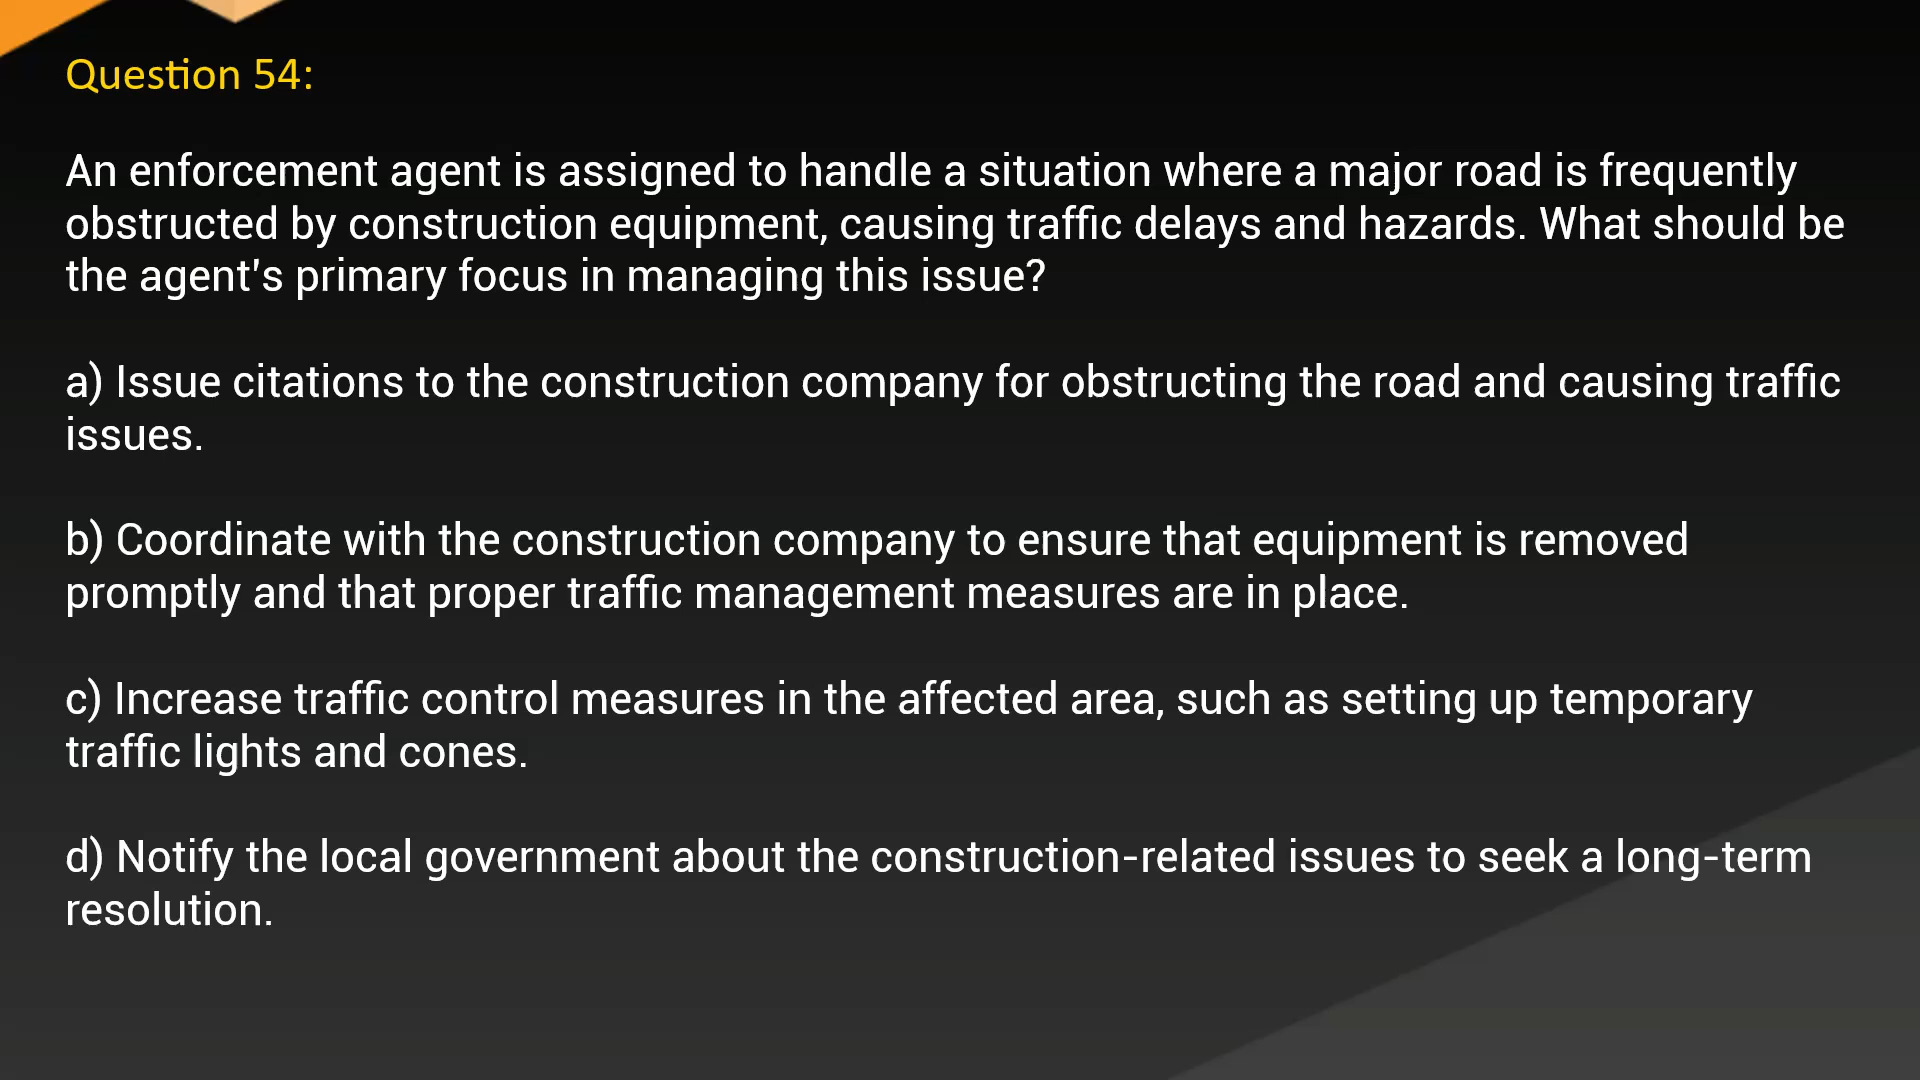 Question 54:
An enforcement agent is assigned to handle a situation where a major road is frequently
obstructed by construction equipment, causing traffic delays and hazards. What should be
the agent's primary focus in managing this issue?
a) Issue citations to the construction company for obstructing the road and causing traffic
issues.
b) Coordinate with the construction company to ensure that equipment is removed
promptly and that proper traffic management measures are in place.
c) Increase traffic control measures in the affected area, such as setting up temporary
traffic lights and cones.
d) Notify the local government about the construction-related issues to seek a long-term
resolution.